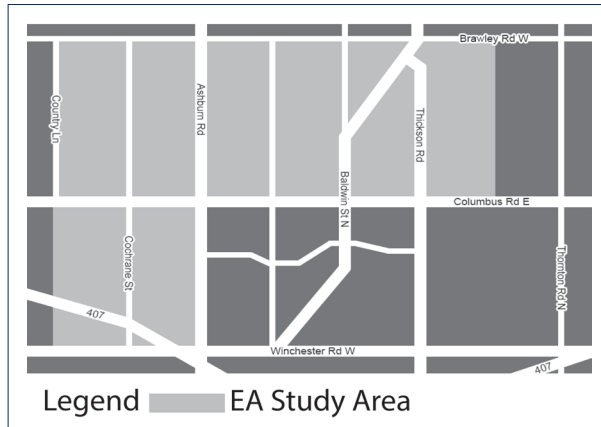 Brawley Rd W
Country Ln
Ashburn Rd
Thickson Rd
Baldwin St N
Columbus Rd E
Cochrane St
Thornton Rd N
407
Winchester Rd W
407
Legend EA Study Area